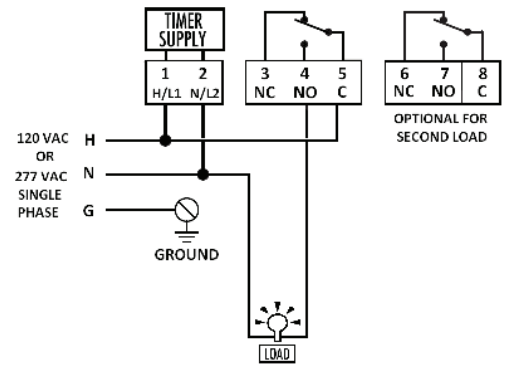 TIMER
SUPPLY
1 2
H/L1 N/L2
3 4 5
NC NO C
6 7 8
NC NO C
OPTIONAL FOR
SECOND LOAD
120 VAC
OR
277 VAC
SINGLE
PHASE
H
N
G
GROUND
LOAD